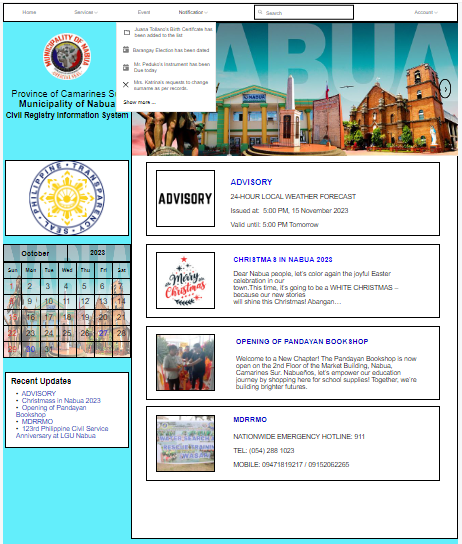 Home
Services
Event
Notification
Search
Account
Juana Toliano's Birth Certificate has
been added to the list
Barangay Election has been dated
Mr. Peduko's Instrument has been
Due today.
Mrs. Katrina's requests to change
surname as per records.
Show more ...
MUNICIPALITY OF NABUA
NABUA
Province of Camarines Su
Municipality of Nabua
Civil Registry Information System
PHILIPPINE TRANSPARENCY SEAL
October 2023
Sun Mon Tue Wed Thu Fri Sat
1 2 3 4 5 6 7
8 9 10 11 12 13 14
15 16 17 18 19 20 21
22 23 24 25 26 27 28
29 30 31
Recent Updates
• ADVISORY
• Christmass in Nabua 2023
• Opening of Pandayan
Bookshop
• MDRRMO
• 123rd Philippine Civil Service
Anniversary at LGU Nabua
ADVISORY
ADVISORY
24-HOUR LOCAL WEATHER FORECAST
Issued at: 5:00 PM, 15 November 2023
Valid until: 5:00 PM Tomorrow
Merry
Christmas
CHRISTMAS IN NABUA 2023
Dear Nabua people, let's color again the joyful Easter
celebration in our
town.This time, it's going to be a WHITE CHRISTMAS –
because our new stories
will shine this Christmas! Abangan...
OPENING OF PANDAYAN BOOKSHOP
Welcome to a New Chapter! The Pandayan Bookshop is now
open on the 2nd Floor of the Market Building, Nabua,
Camarines Sur. Nabueños, let's empower our education
journey by shopping here for school supplies! Together, we're
building brighter futures.
MDRRMO
NATIONWIDE EMERGENCY HOTLINE: 911
TEL: (054) 288 1023
MOBILE: 09471819217 / 09152062265